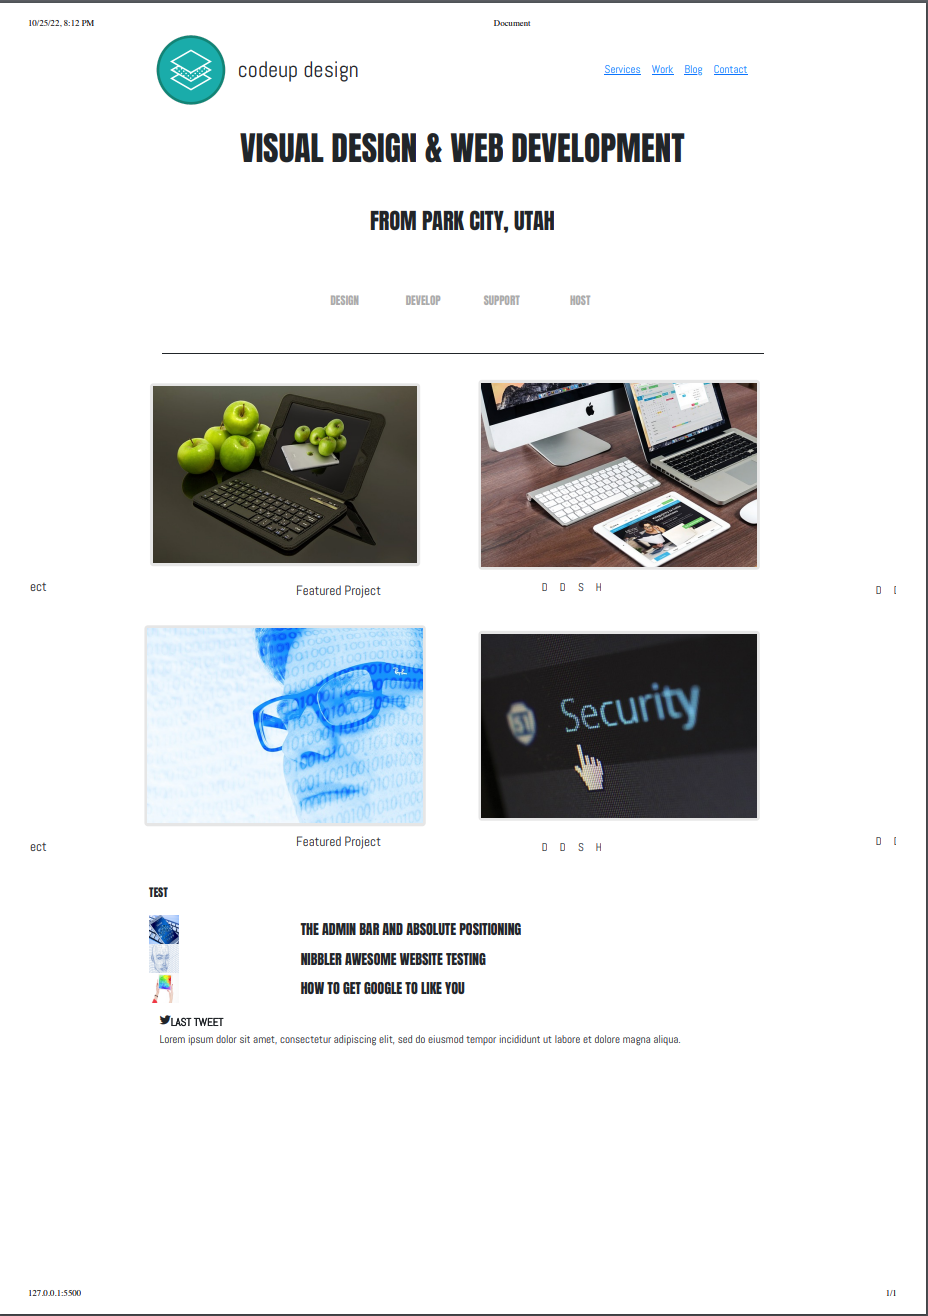 10/25/22, 8:12 PM Document
codeup design
Services Work Blog Contact
VISUAL DESIGN & WEB DEVELOPMENT
FROM PARK CITY, UTAH
DESIGN DEVELOP SUPPORT HOST
ect Featured Project D D S H D
Security
ect Featured Project D D S H D
TEST
THE ADMIN BAR AND ABSOLUTE POSITIONING
NIBBLER AWESOME WEBSITE TESTING
HOW TO GET GOOGLE TO LIKE YOU
LAST TWEET
Lorem ipsum dolor sit amet, consectetur adipiscing elit, sed do eiusmod tempor incididunt ut labore et dolore magna aliqua.
127.0.0.1:5500 1/1